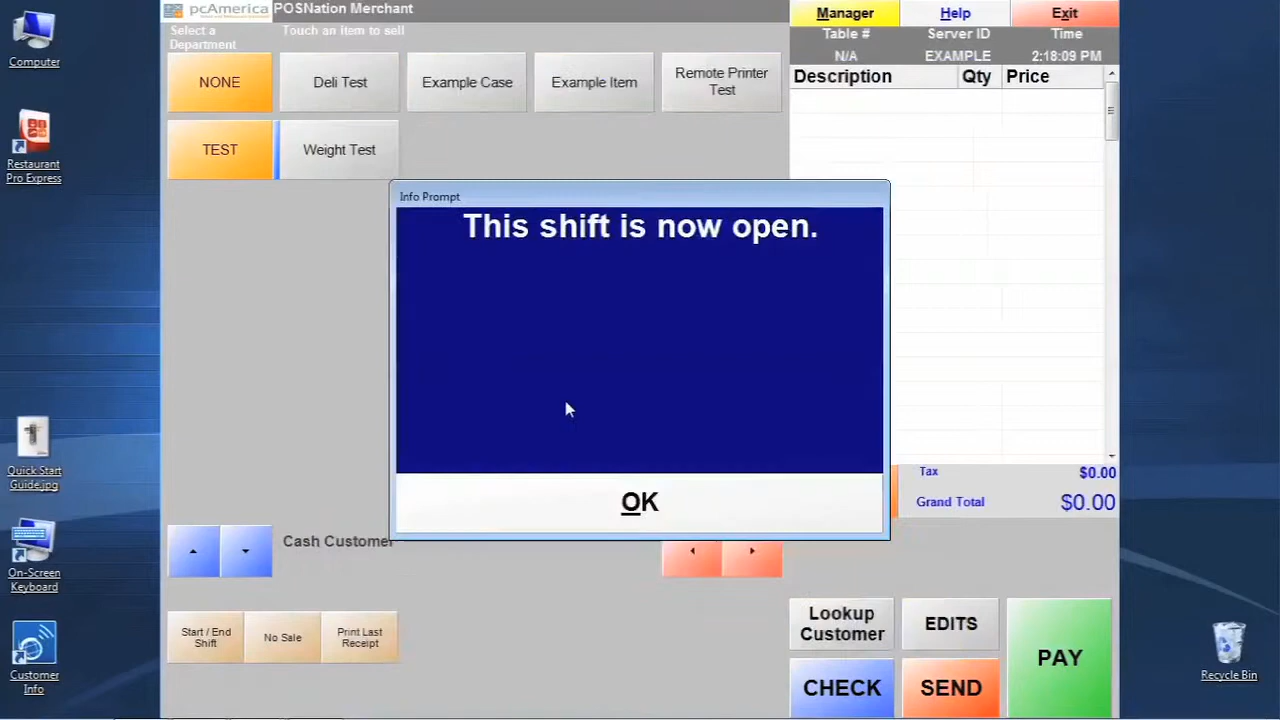 Computer
Restaurant
Pro Express
Quick Start
Guide.jpg
On-Screen
Keyboard
Customer
Info
pcAmerica
POSNation Merchant
Select a
Department
Touch an Item to sell
NONE
Deli Test
Example Case
Example Item
Remote Printer
Test
TEST
Weight Test
Info Prompt
This shift is now open.
OK
Cash Customer
Start / End
Shift
No Sale
Print Last
Receipt
Manager
Help
Exit
Table #
Server ID
Time
N/A
EXAMPLE
2:18:09 PM
Description
Qty
Price
Tax
$0.00
Grand Total
$0.00
Lookup
Customer
EDITS
PAY
CHECK
SEND
Recycle Bin